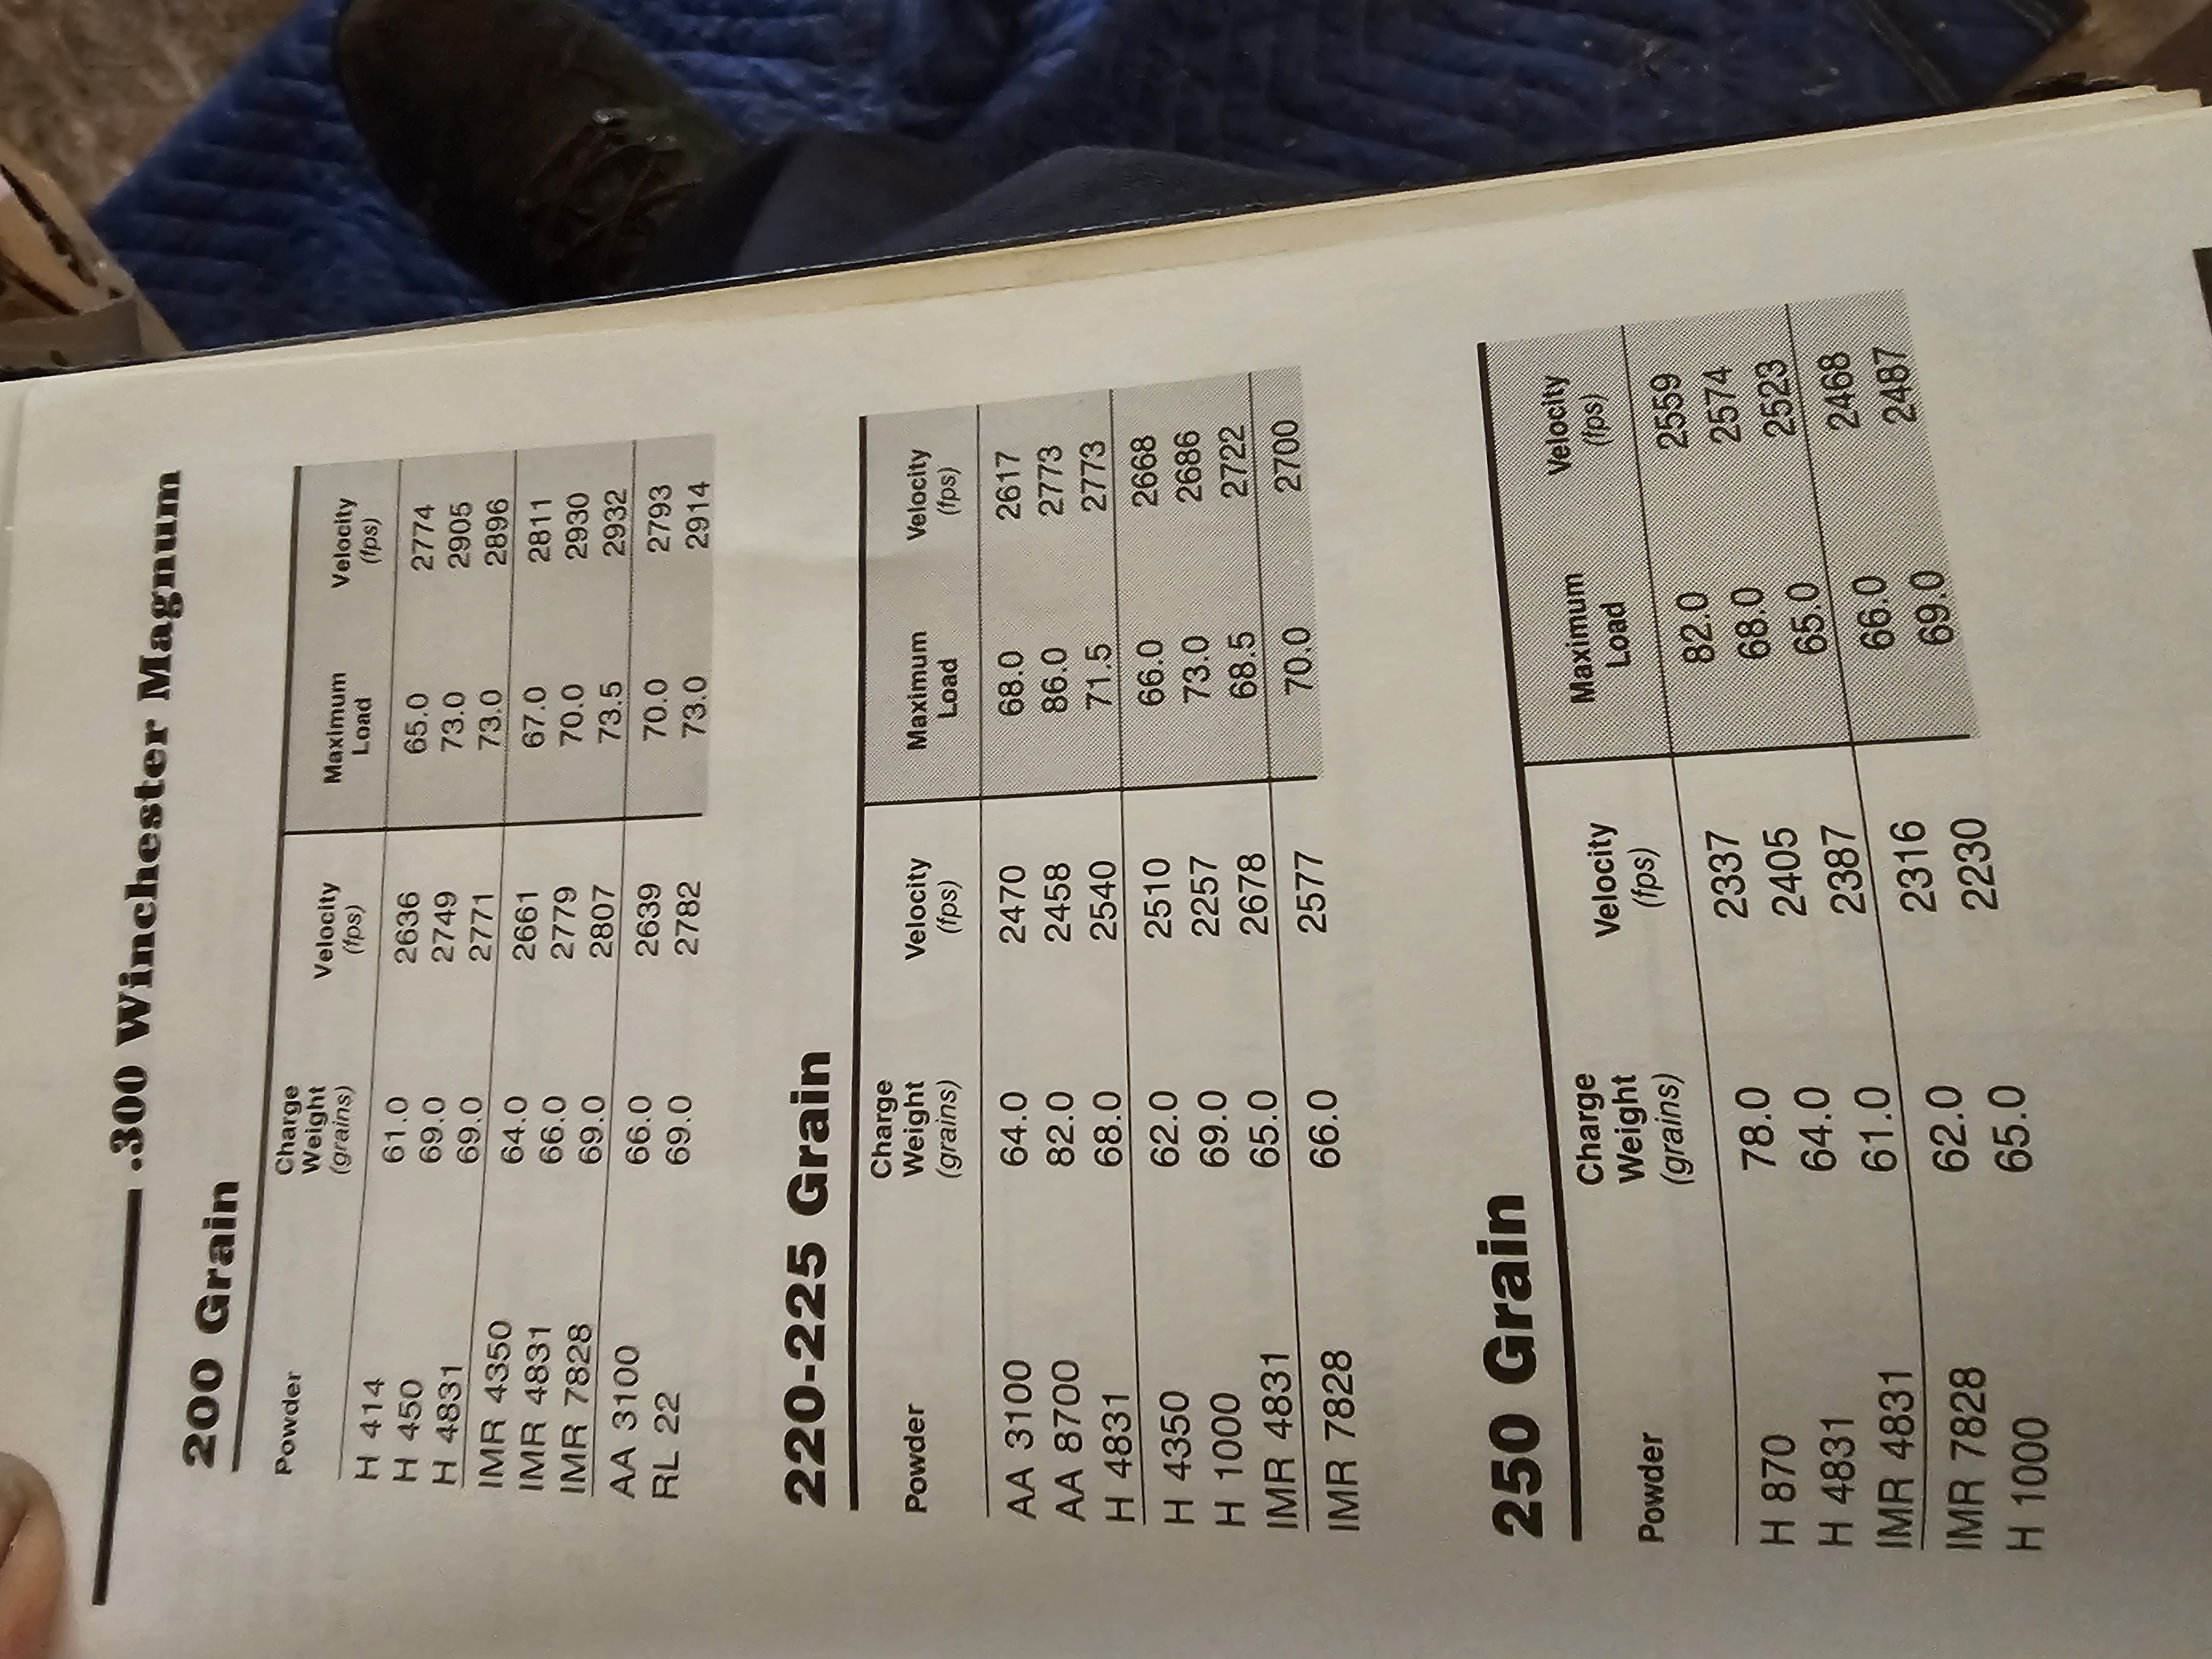 .300 Winchester Magnum
200 Grain
Powder Charge Weight (grains) Velocity (fps) Maximum Load Velocity (fps)
H 414 61.0 2636 65.0 2774
H 450 69.0 2749 73.0 2905
H 4831 69.0 2771 73.0 2896
IMR 4350 64.0 2661 67.0 2811
IMR 4831 66.0 2779 70.0 2930
IMR 7828 69.0 2807 73.5 2932
AA 3100 66.0 2639 70.0 2793
RL 22 69.0 2782 73.0 2914
220-225 Grain
Powder Charge Weight (grains) Velocity (fps) Maximum Load Velocity (fps)
AA 3100 64.0 2470 68.0 2617
AA 8700 82.0 2458 86.0 2773
H 4831 68.0 2540 71.5 2773
H 4350 62.0 2510 66.0 2668
H 1000 69.0 2257 73.0 2686
IMR 4831 65.0 2678 68.5 2722
IMR 7828 66.0 2577 70.0 2700
250 Grain
Powder Charge Weight (grains) Velocity (fps) Maximum Load Velocity (fps)
H 870 78.0 2337 82.0 2559
H 4831 64.0 2405 68.0 2574
IMR 4831 61.0 2387 65.0 2523
IMR 7828 62.0 2316 66.0 2468
H 1000 65.0 2230 69.0 2487